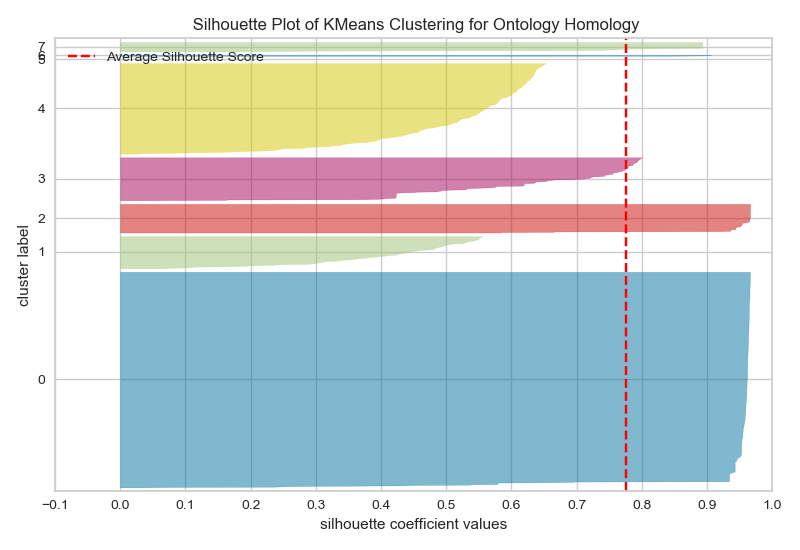 Silhouette Plot of KMeans Clustering for Ontology Homology
Average Silhouette Score
7
6
5
4
3
2
1
0
cluster label
−0.1 0.0 0.1 0.2 0.3 0.4 0.5 0.6 0.7 0.8 0.9 1.0
silhouette coefficient values